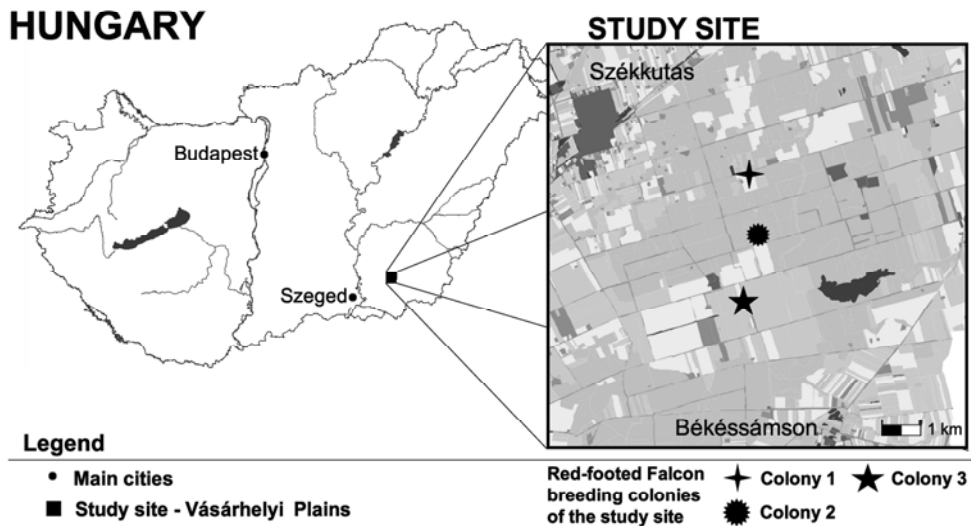 HUNGARY
STUDY SITE
Székkutas
Budapest
Szeged
Békéssámson
1 km
Legend
Main cities
Study site - Vásárhelyi Plains
Red-footed Falcon
breeding colonies
of the study site
Colony 1
Colony 3
Colony 2